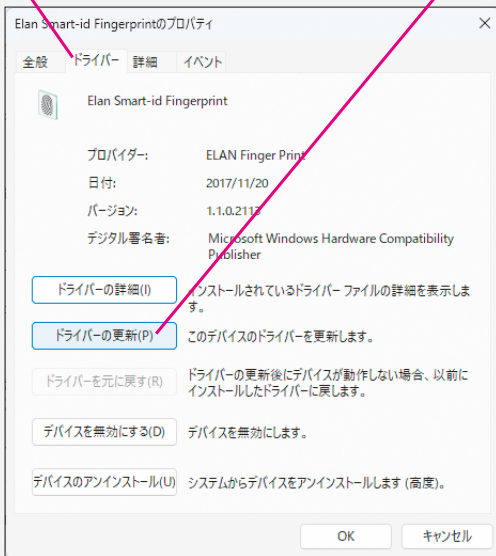 Elan Smart-id Fingerprintのプロパティ
全般 ドライバー 詳細 イベント
Elan Smart-id Fingerprint
プロバイダー: ELAN Finger Print
日付: 2017/11/20
バージョン: 1.1.0.2113
デジタル署名者: Microsoft Windows Hardware Compatibility
Publisher
ドライバーの詳細(I) インストールされているドライバー ファイルの詳細を表示しま
す。
ドライバーの更新(P) このデバイスのドライバーを更新します。
ドライバーを元に戻す(R) ドライバーの更新後にデバイスが動作しない場合、以前に
インストールしたドライバーに戻します。
デバイスを無効にする(D) デバイスを無効にします。
デバイスのアンインストール(U) システムからデバイスをアンインストールします (高度)。
OK キャンセル